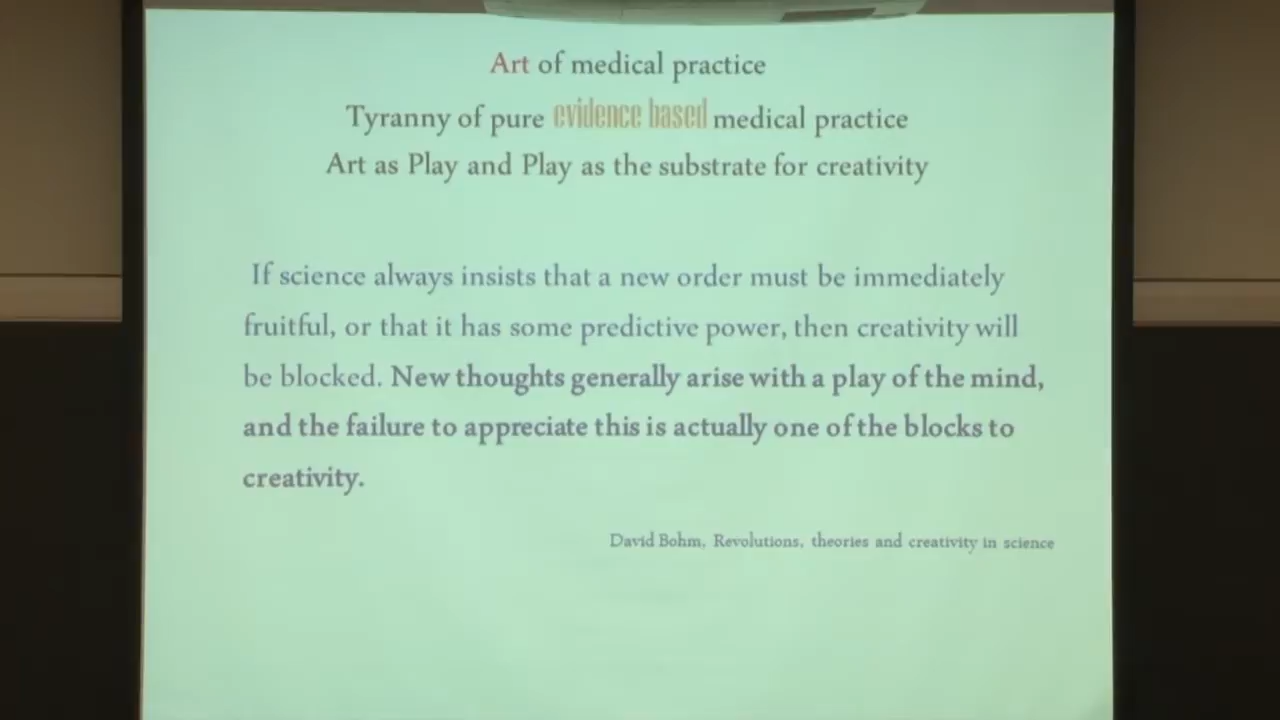 Art of medical practice
Tyranny of pure evidence based medical practice
Art as Play and Play as the substrate for creativity
If science always insists that a new order must be immediately
fruitful, or that it has some predictive power, then creativity will
be blocked. New thoughts generally arise with a play of the mind,
and the failure to appreciate this is actually one of the blocks to
creativity.
David Bohm, Revolutions, theories and creativity in science